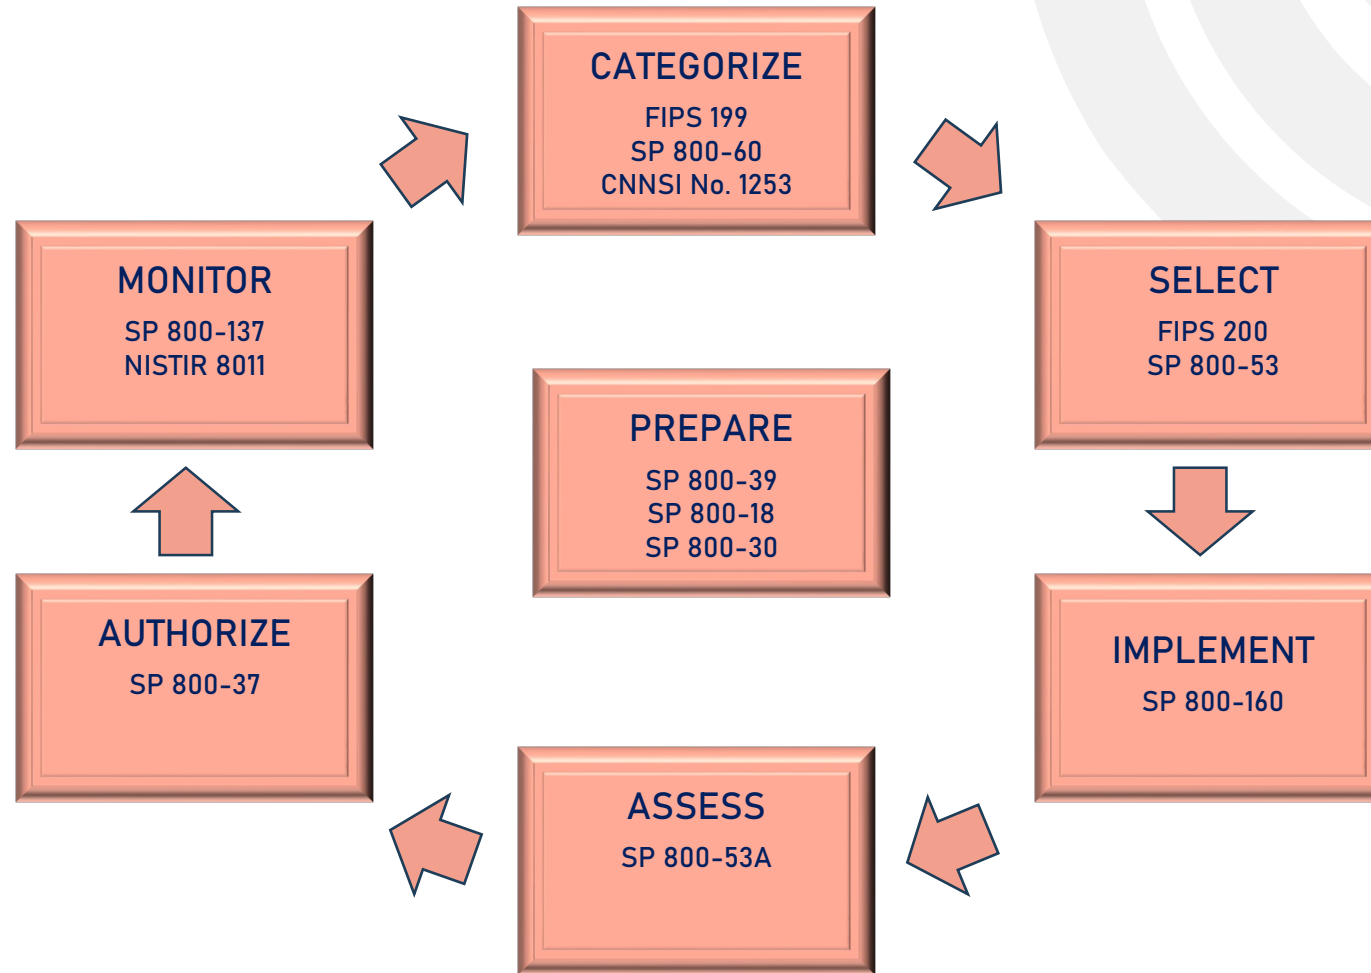 CATEGORIZE
FIPS 199
SP 800-60
CNNSI No. 1253
SELECT
FIPS 200
SP 800-53
IMPLEMENT
SP 800-160
ASSESS
SP 800-53A
AUTHORIZE
SP 800-37
MONITOR
SP 800-137
NISTIR 8011
PREPARE
SP 800-39
SP 800-18
SP 800-30